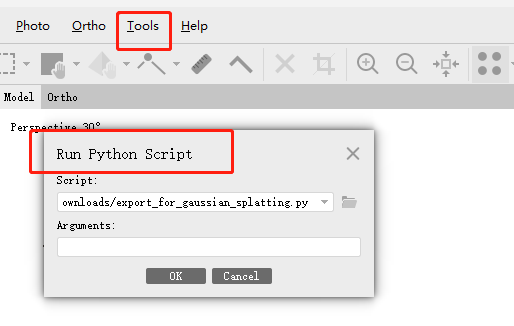 Photo Ortho Tools Help
Model Ortho
Perspective 30°
Run Python Script
Script:
ownloads/export_for_gaussian_splatting.py
Arguments:
OK Cancel